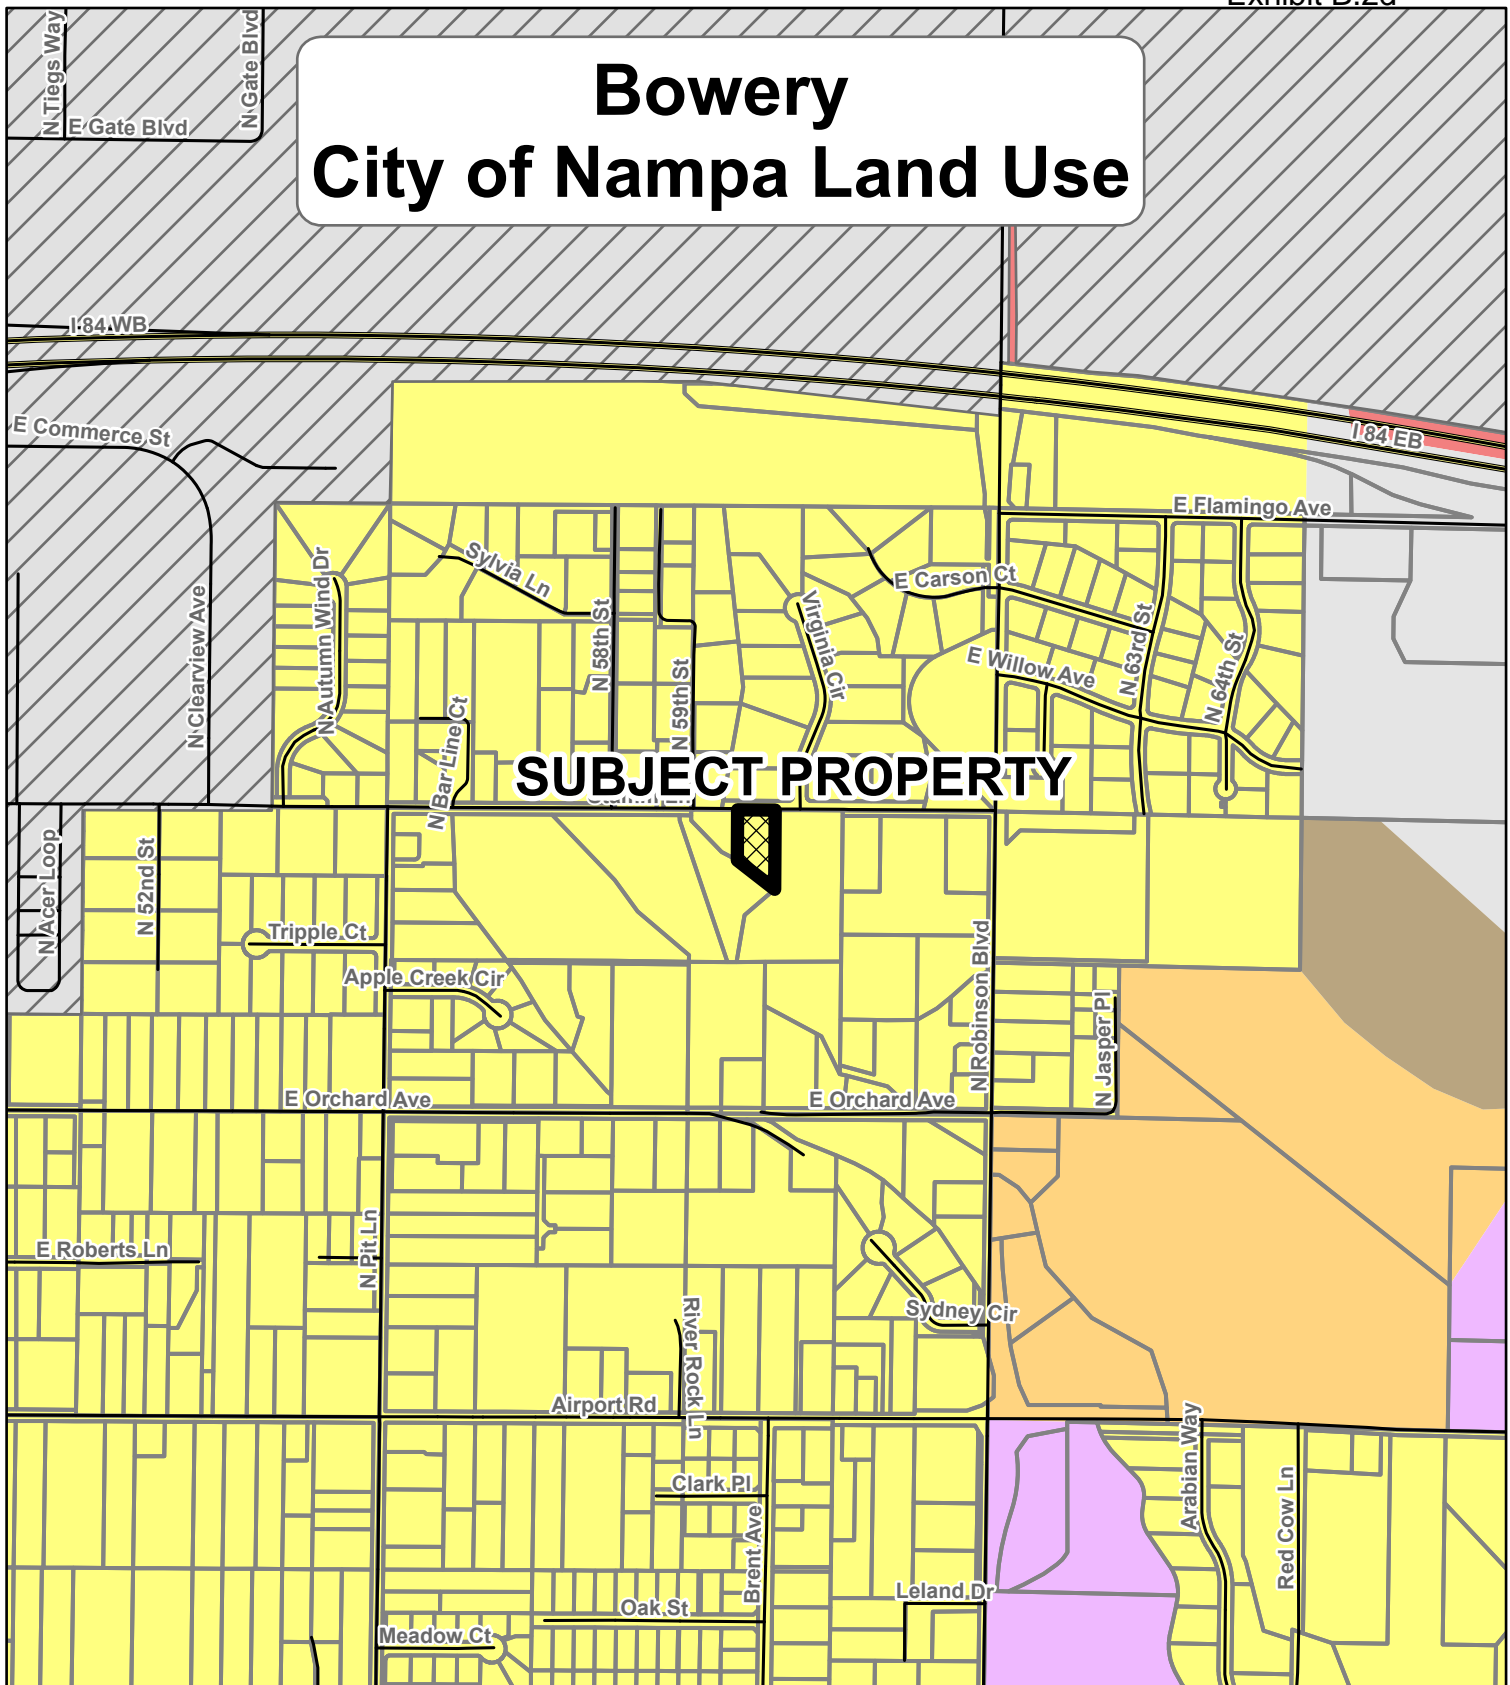 N Tiegs Way
N Gate Blvd
E Gate Blvd
Bowery
City of Nampa Land Use
I 84 WB
I 84 EB
E Commerce St
E Flamingo Ave
N Clearview Ave
N Autumn Wind Dr
Sylvia Ln
N 58th St
N 59th St
Virginia Cir
E Carson Ct
E Willow Ave
N 63rd St
N 64th St
N Bar Line Ct
SUBJECT PROPERTY
N Acer Loop
N 52nd St
Tripple Ct
Apple Creek Cir
N Robinson Blvd
N Jasper Pl
E Orchard Ave
E Orchard Ave
E Roberts Ln
N Pit Ln
River Rock Ln
Sydney Cir
Airport Rd
Clark Pl
Brent Ave
Arabian Way
Red Cow Ln
Leland Dr
Oak St
Meadow Ct